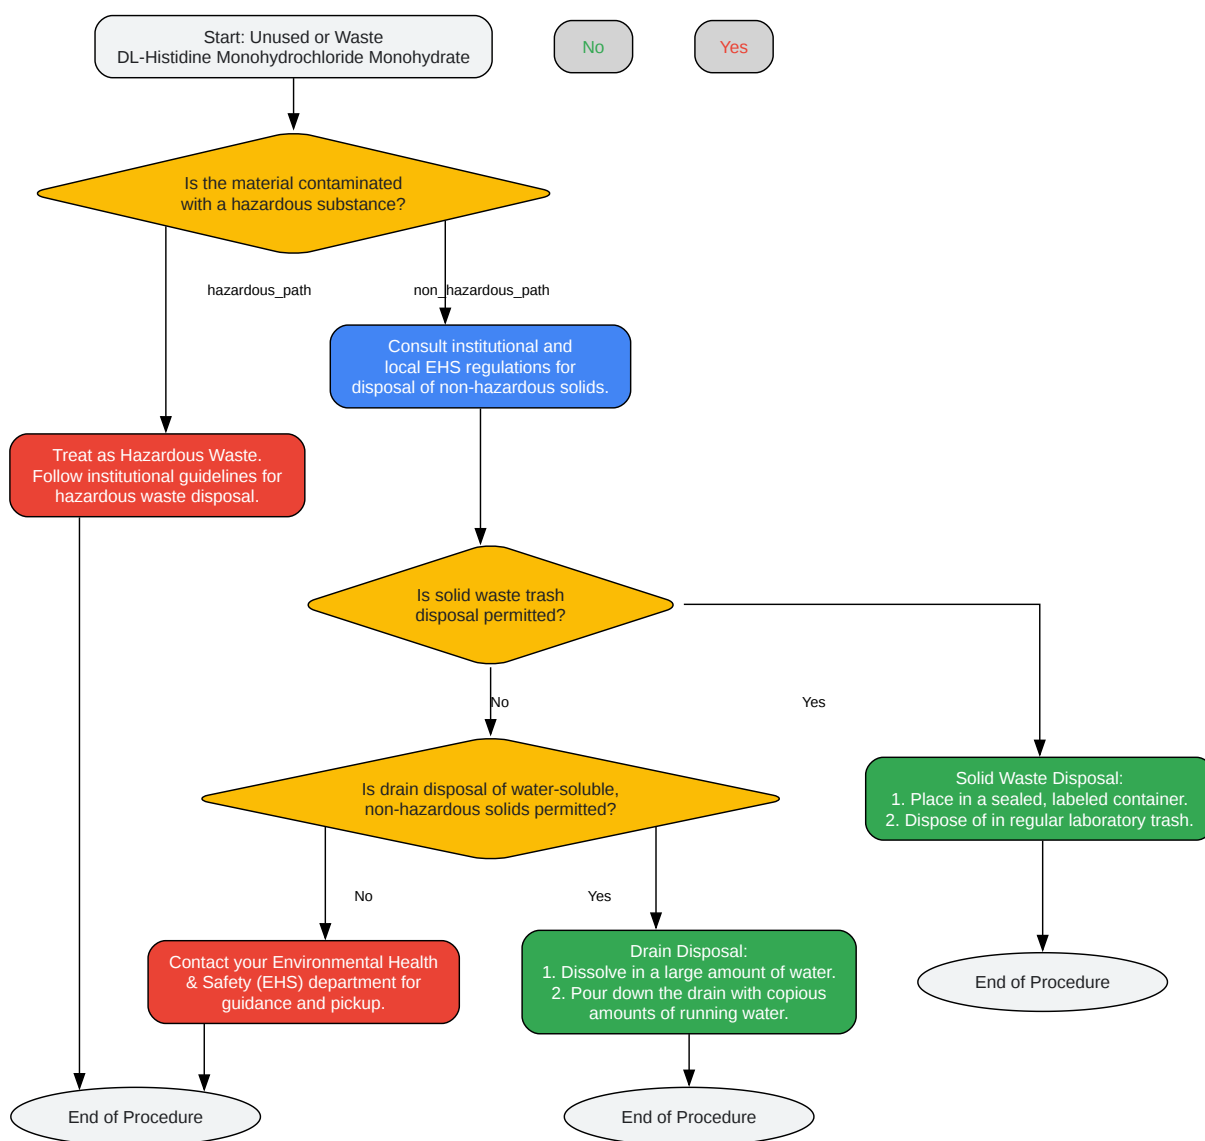 Start: Unused or Waste
DL-Histidine Monohydrochloride Monohydrate
No
Yes
Is the material contaminated
with a hazardous substance?
hazardous_path
non_hazardous_path
Consult institutional and
local EHS regulations for
disposal of non-hazardous solids.
Treat as Hazardous Waste.
Follow institutional guidelines for
hazardous waste disposal.
Is solid waste trash
disposal permitted?
No
Yes
Is drain disposal of water-soluble,
non-hazardous solids permitted?
Solid Waste Disposal:
1. Place in a sealed, labeled container.
2. Dispose of in regular laboratory trash.
No
Yes
Contact your Environmental Health
& Safety (EHS) department for
guidance and pickup.
Drain Disposal:
1. Dissolve in a large amount of water.
2. Pour down the drain with copious
amounts of running water.
End of Procedure
End of Procedure
End of Procedure